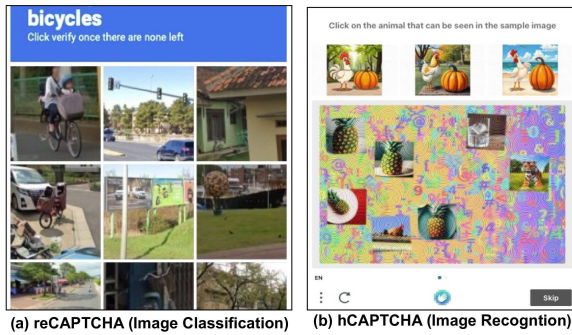 bicycles
Click verify once there are none left
Click on the animal that can be seen in the sample image
EN
Skip
(a) reCAPTCHA (Image Classification)
(b) hCAPTCHA (Image Recogntion)